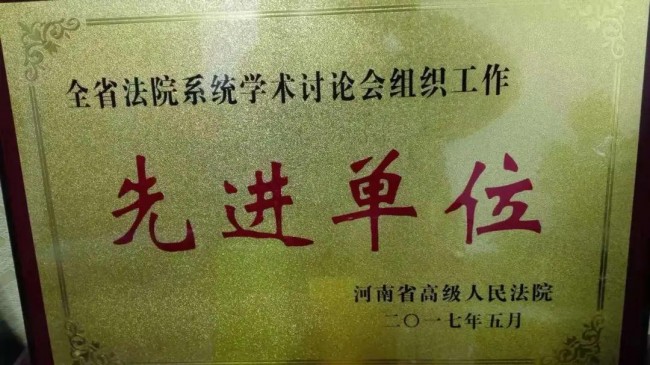 全省法院系统学术讨论会组织工作
先进单位
河南省高级人民法院
二〇一七年五月